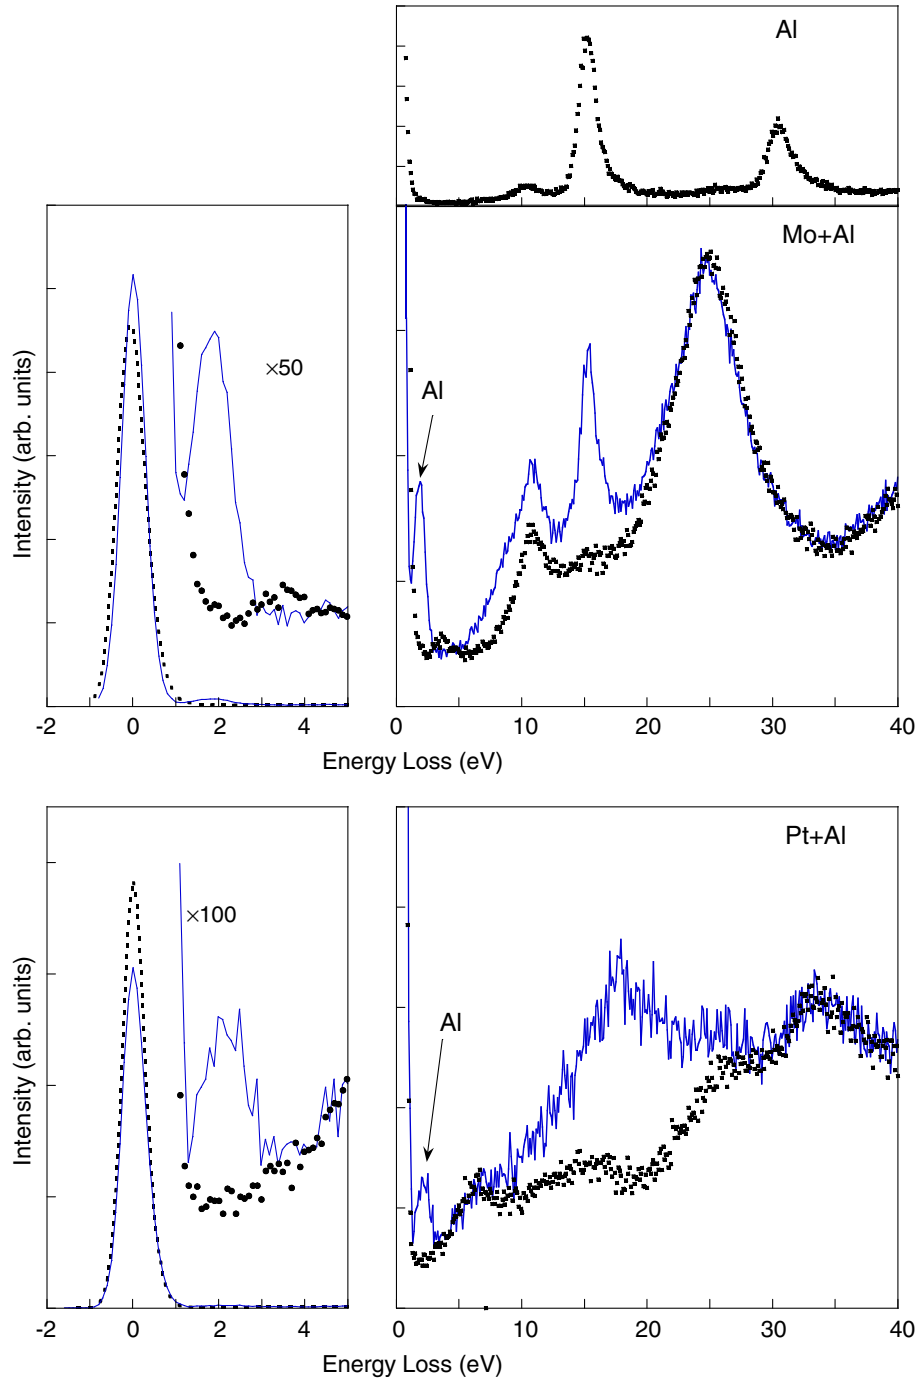 Al
Mo+Al
×50
Al
Intensity (arb. units)
-2 0 2 4
0 10 20 30 40
Energy Loss (eV)
Pt+Al
×100
Al
Intensity (arb. units)
-2 0 2 4
0 10 20 30 40
Energy Loss (eV)